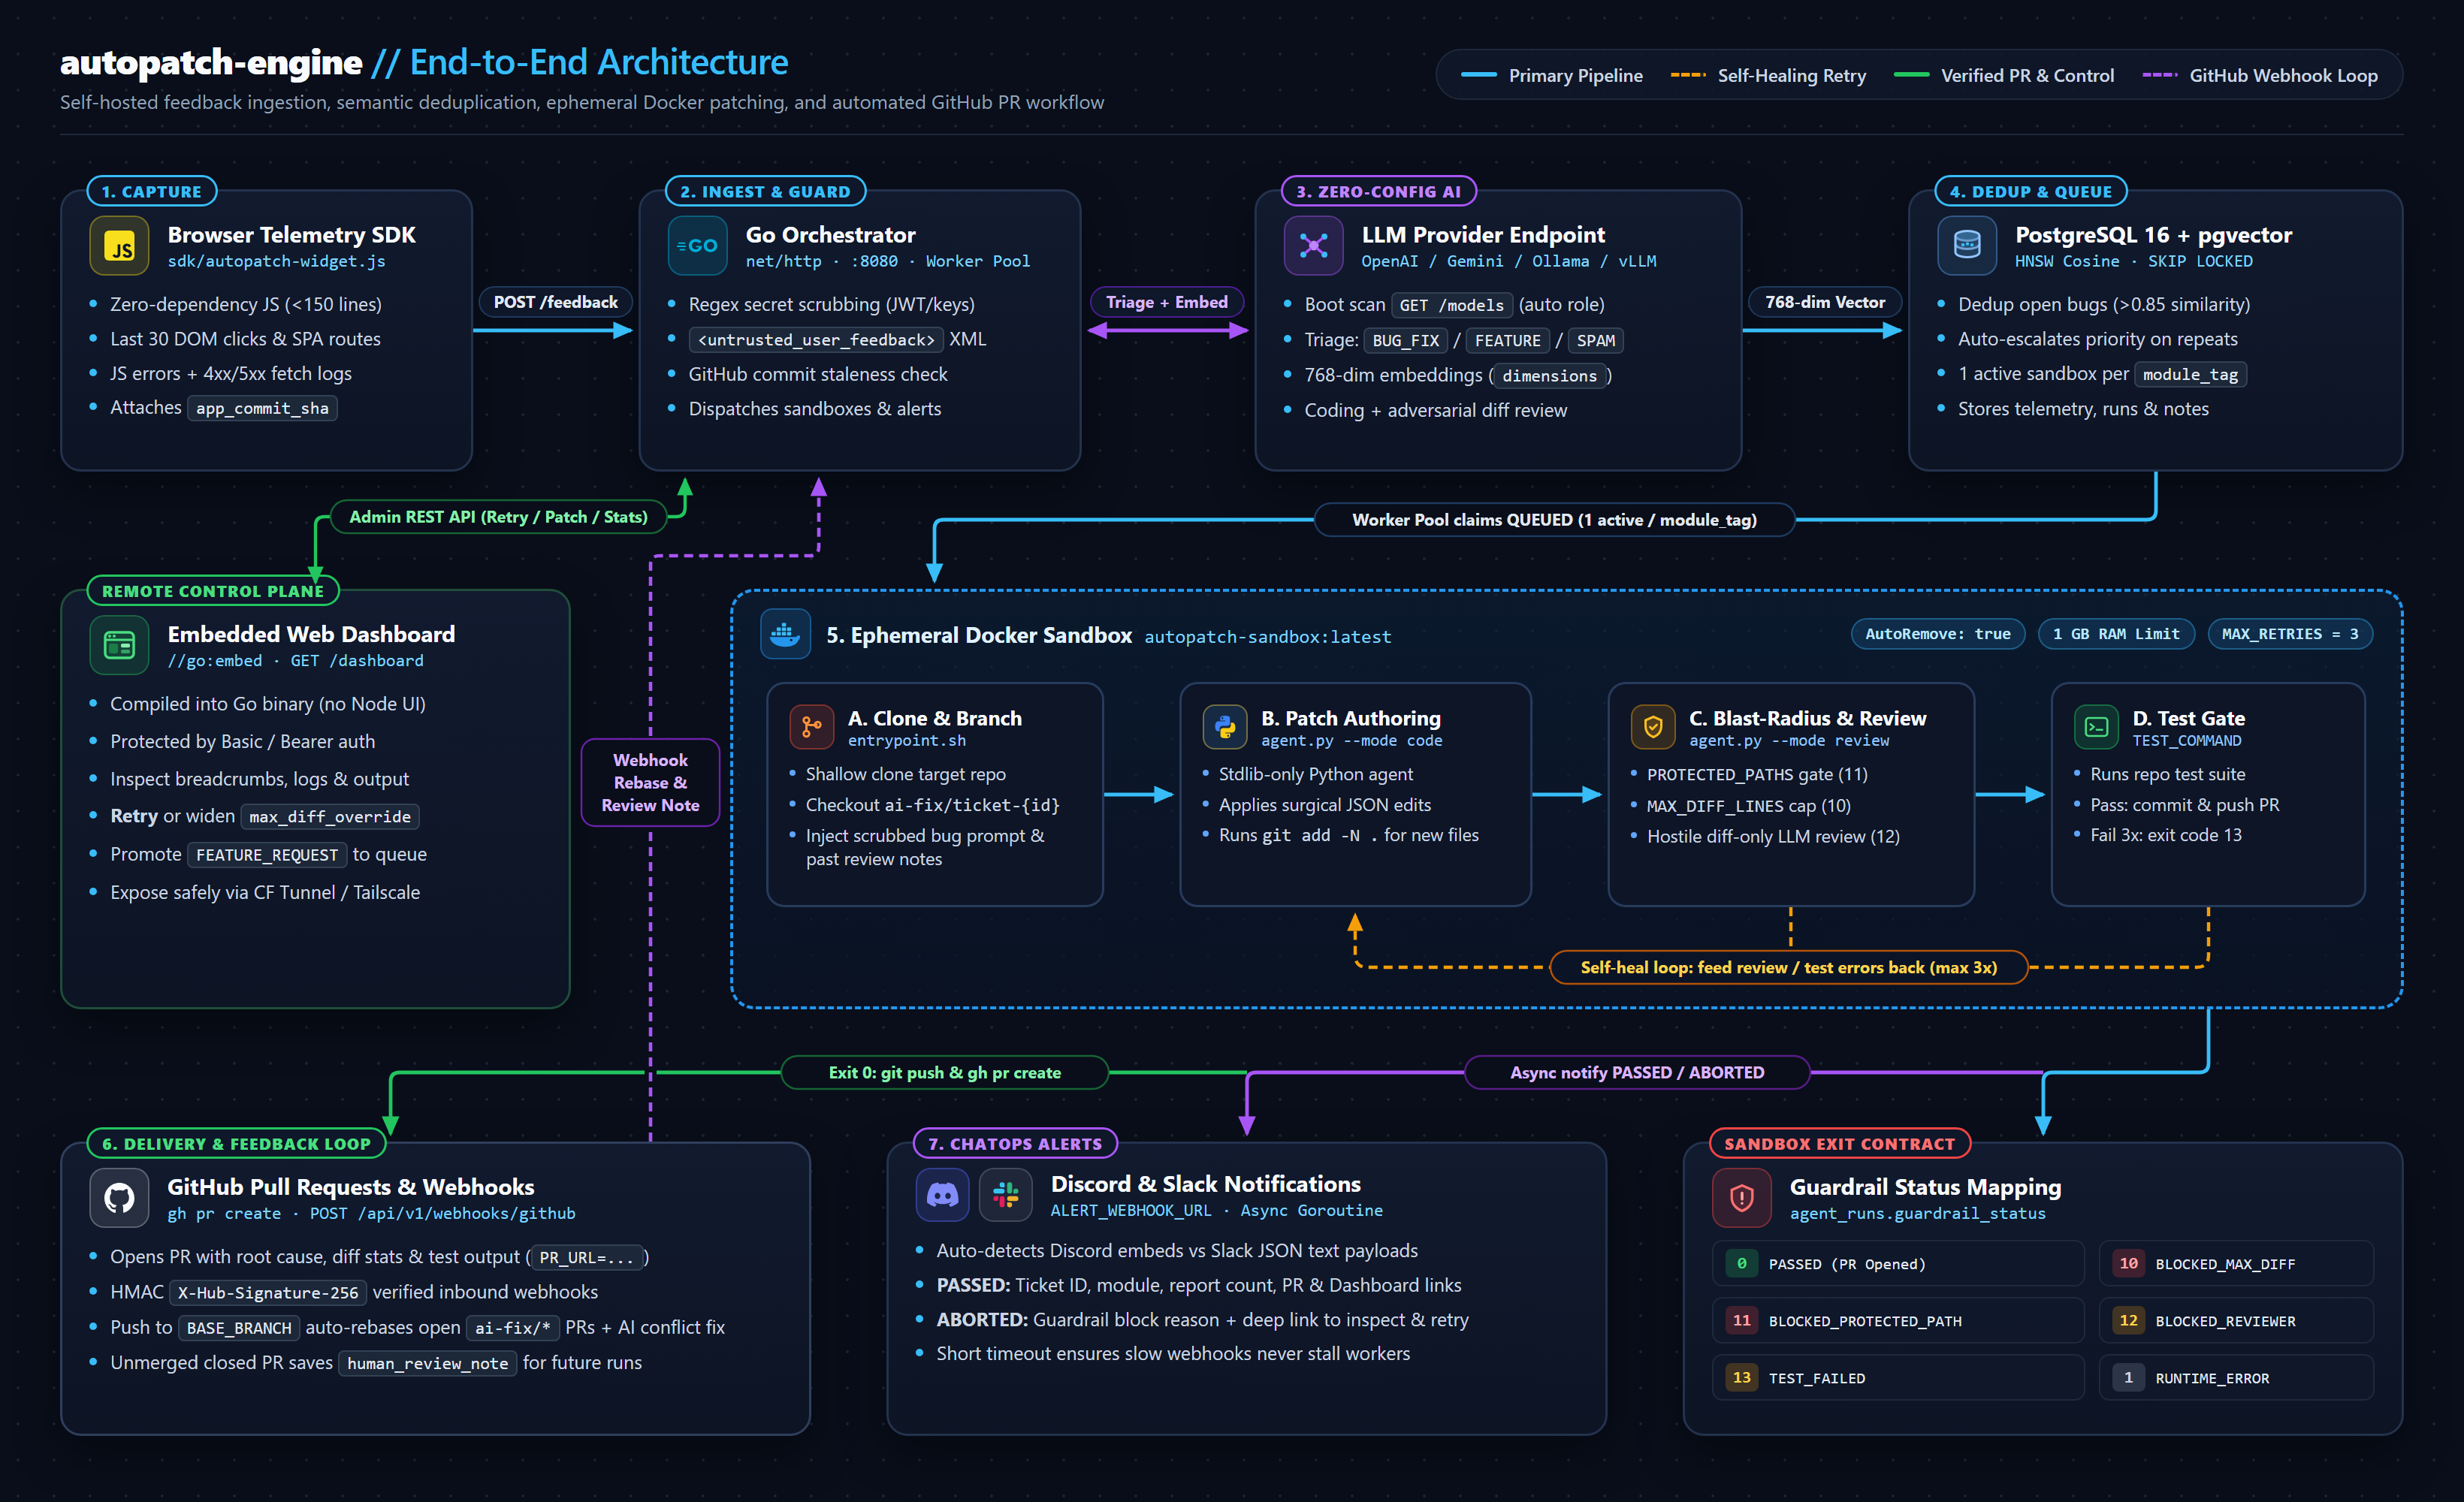 autopatch-engine // End-to-End Architecture
Self-hosted feedback ingestion, semantic deduplication, ephemeral Docker patching, and automated GitHub PR workflow
Primary Pipeline
Self-Healing Retry
Verified PR & Control
GitHub Webhook Loop
1. CAPTURE
JS
Browser Telemetry SDK
sdk/autopatch-widget.js
Zero-dependency JS (<150 lines)
Last 30 DOM clicks & SPA routes
JS errors + 4xx/5xx fetch logs
Attaches app_commit_sha
POST /feedback
2. INGEST & GUARD
GO
Go Orchestrator
net/http · :8080 · Worker Pool
Regex secret scrubbing (JWT/keys)
<untrusted_user_feedback> XML
GitHub commit staleness check
Dispatches sandboxes & alerts
Triage + Embed
3. ZERO-CONFIG AI
LLM Provider Endpoint
OpenAI / Gemini / Ollama / vLLM
Boot scan GET /models (auto role)
Triage: BUG_FIX / FEATURE / SPAM
768-dim embeddings (dimensions)
Coding + adversarial diff review
768-dim Vector
4. DEDUP & QUEUE
PostgreSQL 16 + pgvector
HNSW Cosine · SKIP LOCKED
Dedup open bugs (>0.85 similarity)
Auto-escalates priority on repeats
1 active sandbox per module_tag
Stores telemetry, runs & notes
Admin REST API (Retry / Patch / Stats)
Worker Pool claims QUEUED (1 active / module_tag)
REMOTE CONTROL PLANE
Embedded Web Dashboard
//go:embed · GET /dashboard
Compiled into Go binary (no Node UI)
Protected by Basic / Bearer auth
Inspect breadcrumbs, logs & output
Retry or widen max_diff_override
Promote FEATURE_REQUEST to queue
Expose safely via CF Tunnel / Tailscale
Webhook
Rebase &
Review Note
5. Ephemeral Docker Sandbox autopatch-sandbox:latest
AutoRemove: true
1 GB RAM Limit
MAX_RETRIES = 3
A. Clone & Branch
entrypoint.sh
Shallow clone target repo
Checkout ai-fix/ticket-{id}
Inject scrubbed bug prompt &
past review notes
B. Patch Authoring
agent.py --mode code
Stdlib-only Python agent
Applies surgical JSON edits
Runs git add -N . for new files
C. Blast-Radius & Review
agent.py --mode review
PROTECTED_PATHS gate (11)
MAX_DIFF_LINES cap (10)
Hostile diff-only LLM review (12)
D. Test Gate
TEST_COMMAND
Runs repo test suite
Pass: commit & push PR
Fail 3x: exit code 13
Self-heal loop: feed review / test errors back (max 3x)
Exit 0: git push & gh pr create
Async notify PASSED / ABORTED
6. DELIVERY & FEEDBACK LOOP
GitHub Pull Requests & Webhooks
gh pr create · POST /api/v1/webhooks/github
Opens PR with root cause, diff stats & test output (PR_URL=...)
HMAC X-Hub-Signature-256 verified inbound webhooks
Push to BASE_BRANCH auto-rebases open ai-fix/* PRs + AI conflict fix
Unmerged closed PR saves human_review_note for future runs
7. CHATOPS ALERTS
Discord & Slack Notifications
ALERT_WEBHOOK_URL · Async Goroutine
Auto-detects Discord embeds vs Slack JSON text payloads
PASSED: Ticket ID, module, report count, PR & Dashboard links
ABORTED: Guardrail block reason + deep link to inspect & retry
Short timeout ensures slow webhooks never stall workers
SANDBOX EXIT CONTRACT
Guardrail Status Mapping
agent_runs.guardrail_status
0 PASSED (PR Opened)
10 BLOCKED_MAX_DIFF
11 BLOCKED_PROTECTED_PATH
12 BLOCKED_REVIEWER
13 TEST_FAILED
1 RUNTIME_ERROR